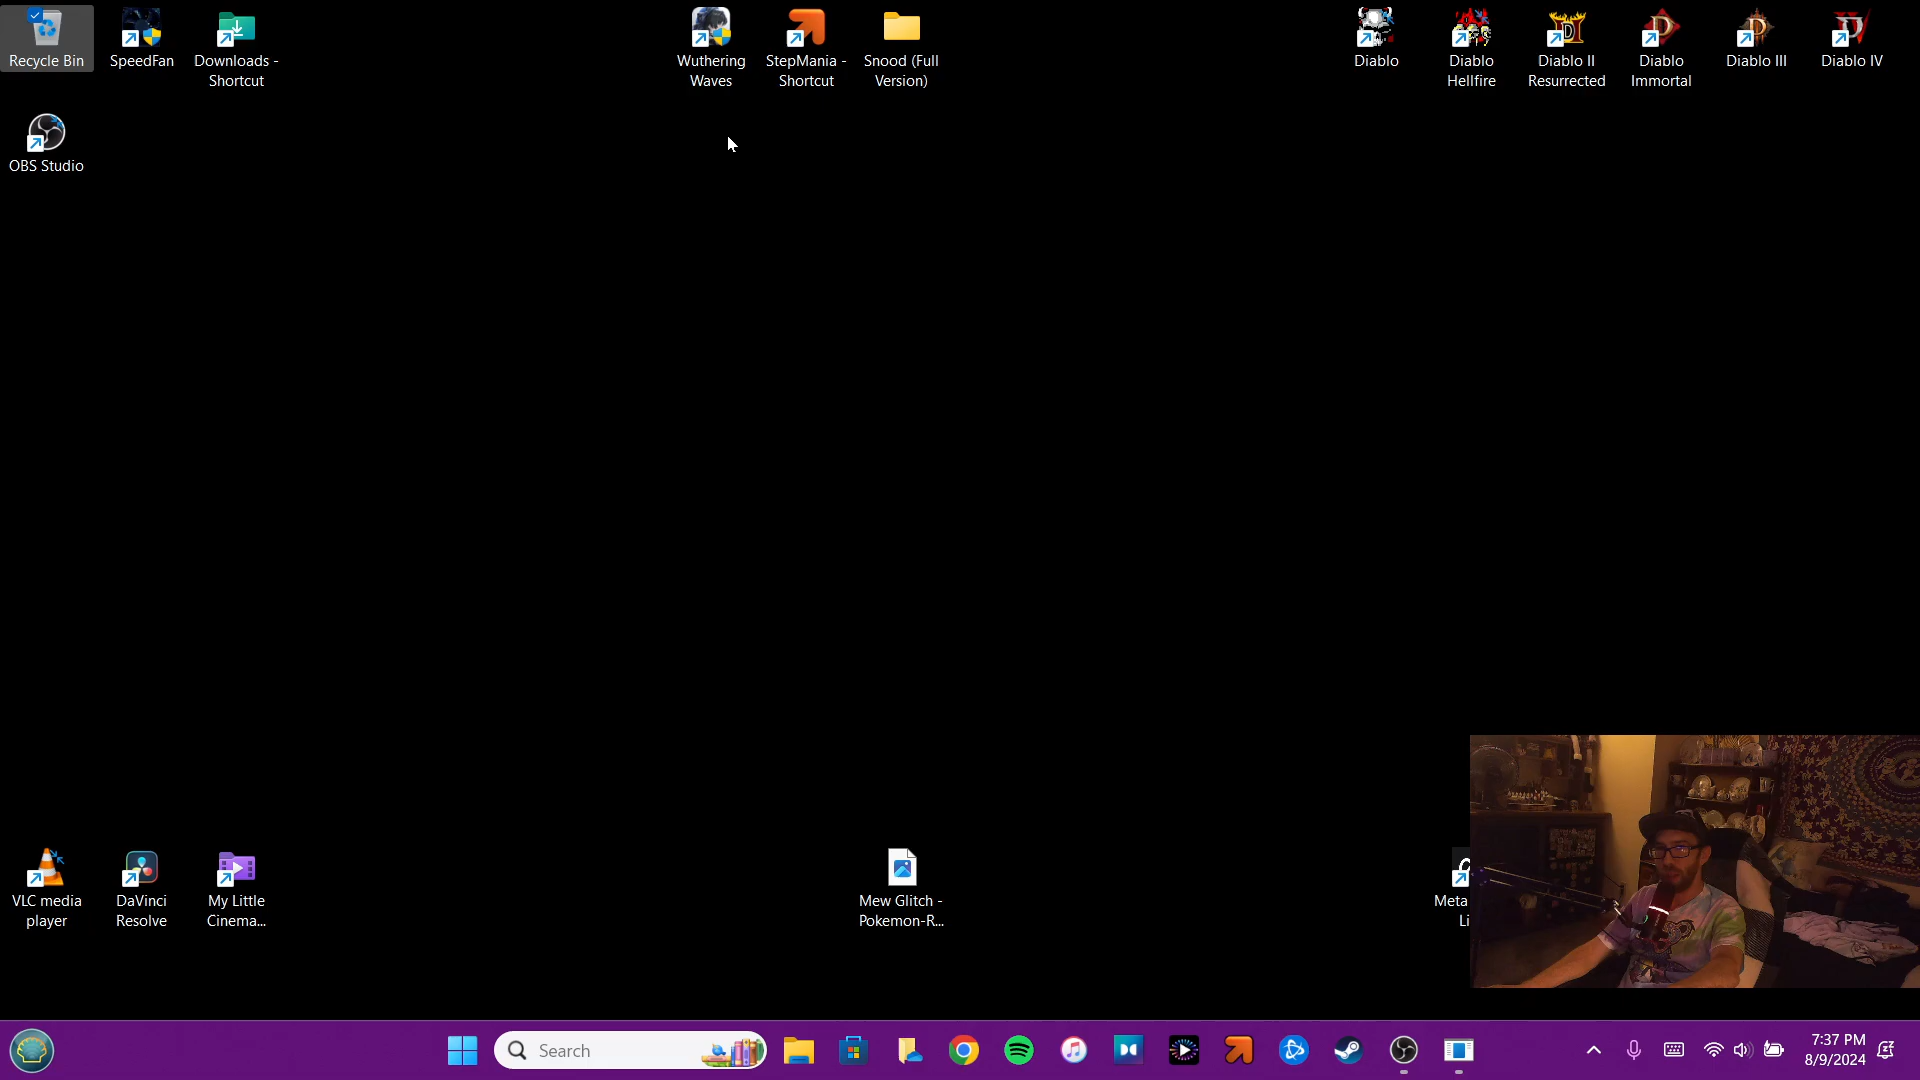 Recycle Bin
SpeedFan
Downloads -
Shortcut
Wuthering
Waves
StepMania -
Shortcut
Snood (Full
Version)
Diablo
Diablo
Hellfire
Diablo II
Resurrected
Diablo
Immortal
Diablo III
Diablo IV
OBS Studio
VLC media
player
DaVinci
Resolve
My Little
Cinema...
Mew Glitch -
Pokemon-R...
Meta
Li
Search
7:37 PM
8/9/2024